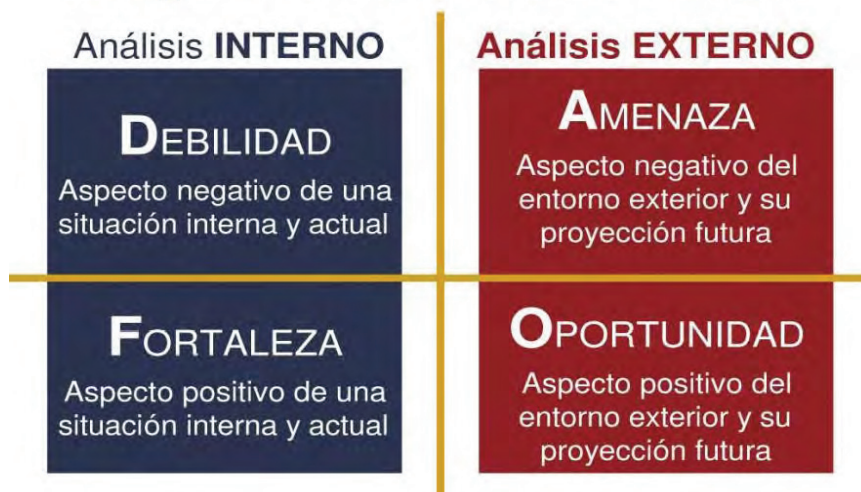 Análisis INTERNO
DEBILIDAD
Aspecto negativo de una
situación interna y actual
FORTALEZA
Aspecto positivo de una
situación interna y actual
Análisis EXTERNO
AMENAZA
Aspecto negativo del
entorno exterior y su
proyección futura
OPORTUNIDAD
Aspecto positivo del
entorno exterior y su
proyección futura